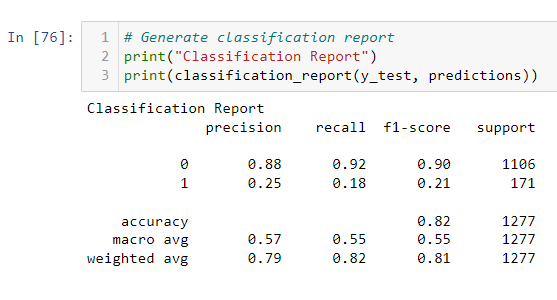 In [76]:
1 # Generate classification report
2 print("Classification Report")
3 print(classification_report(y_test, predictions))
Classification Report
precision recall f1-score support
0 0.88 0.92 0.90 1106
1 0.25 0.18 0.21 171
accuracy 0.82 1277
macro avg 0.57 0.55 0.55 1277
weighted avg 0.79 0.82 0.81 1277